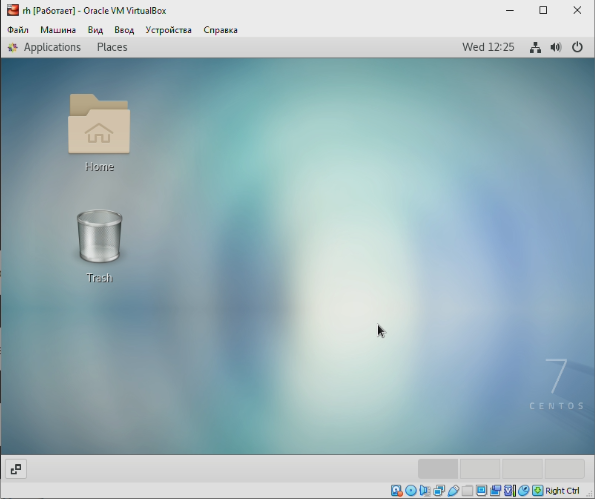 rh [Работает] - Oracle VM VirtualBox
Файл Машина Вид Ввод Устройства Справка
Applications Places Wed 12:25
Home
Trash
7
CENTOS
Right Ctrl